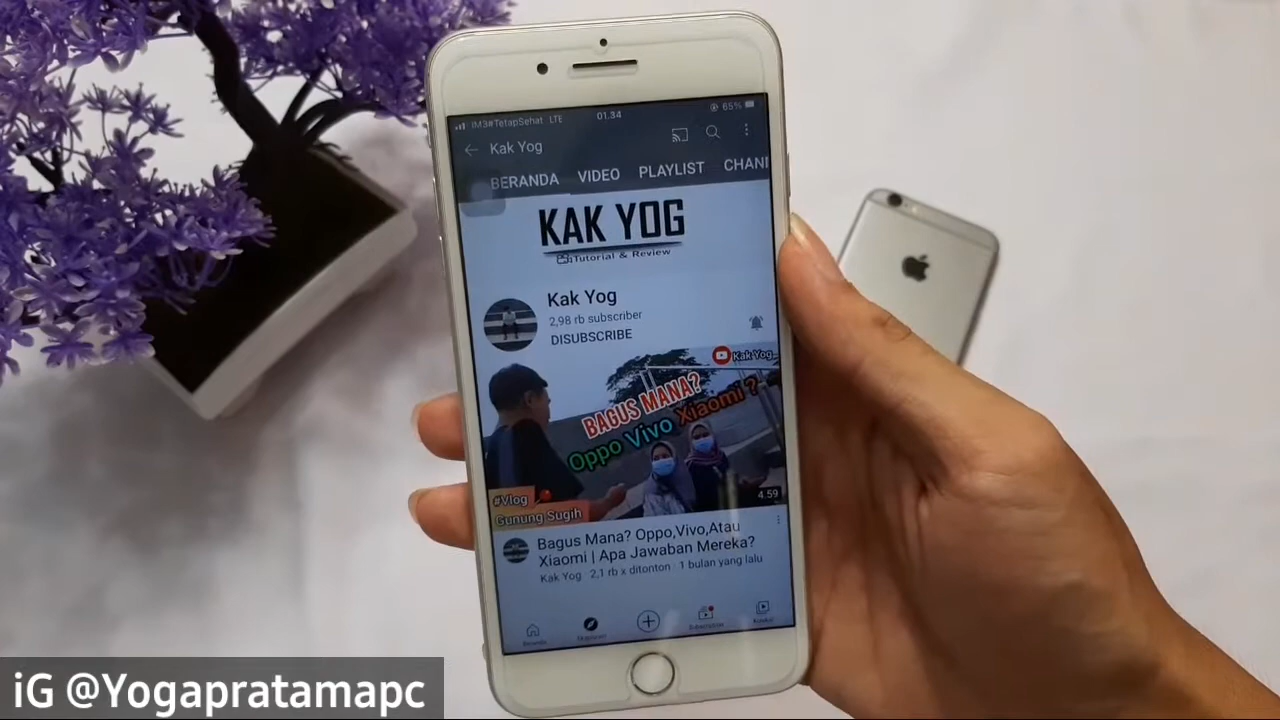 IM3#TetapSehat LTE
01.34
65%
Kak Yog
BERANDA VIDEO PLAYLIST CHAN
KAK YOG
Tutorial & Review
Kak Yog
2,98 rb subscriber
DISUBSCRIBE
Kak Yog
BAGUS MANA?
Oppo Vivo Xiaomi ?
#Vlog
Gunung Sugih
4.59
Bagus Mana? Oppo,Vivo,Atau
Xiaomi | Apa Jawaban Mereka?
Kak Yog · 2,1 rb x ditonton · 1 bulan yang lalu
iG @Yogapratamapc